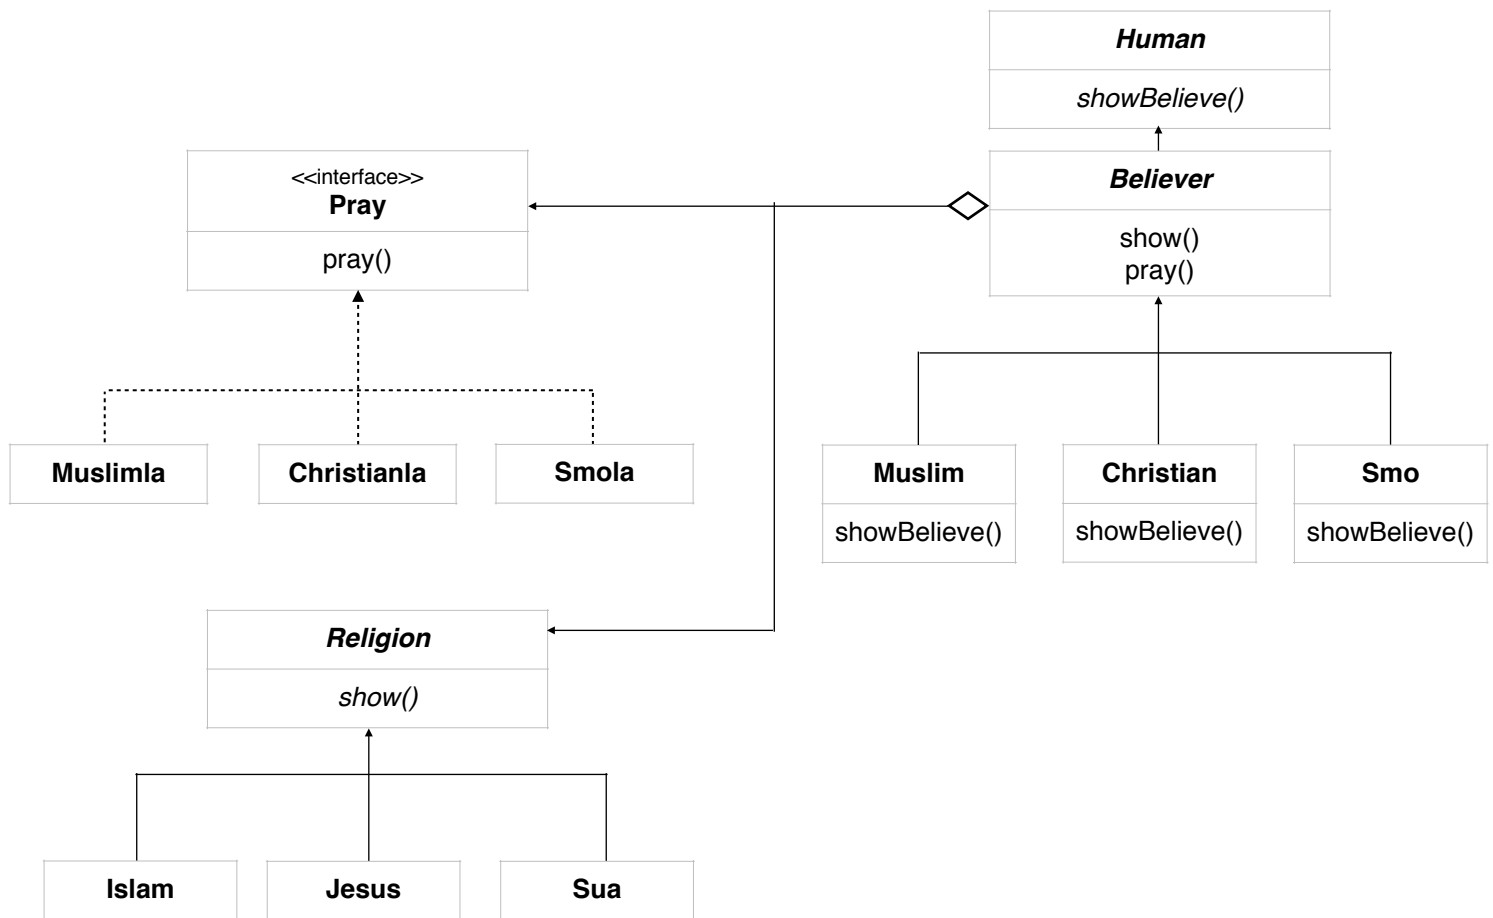 Human
showBelieve()
<<interface>>
Pray
pray()
Believer
show()
pray()
Muslimla
Christianla
Smola
Muslim
showBelieve()
Christian
showBelieve()
Smo
showBelieve()
Religion
show()
Islam
Jesus
Sua